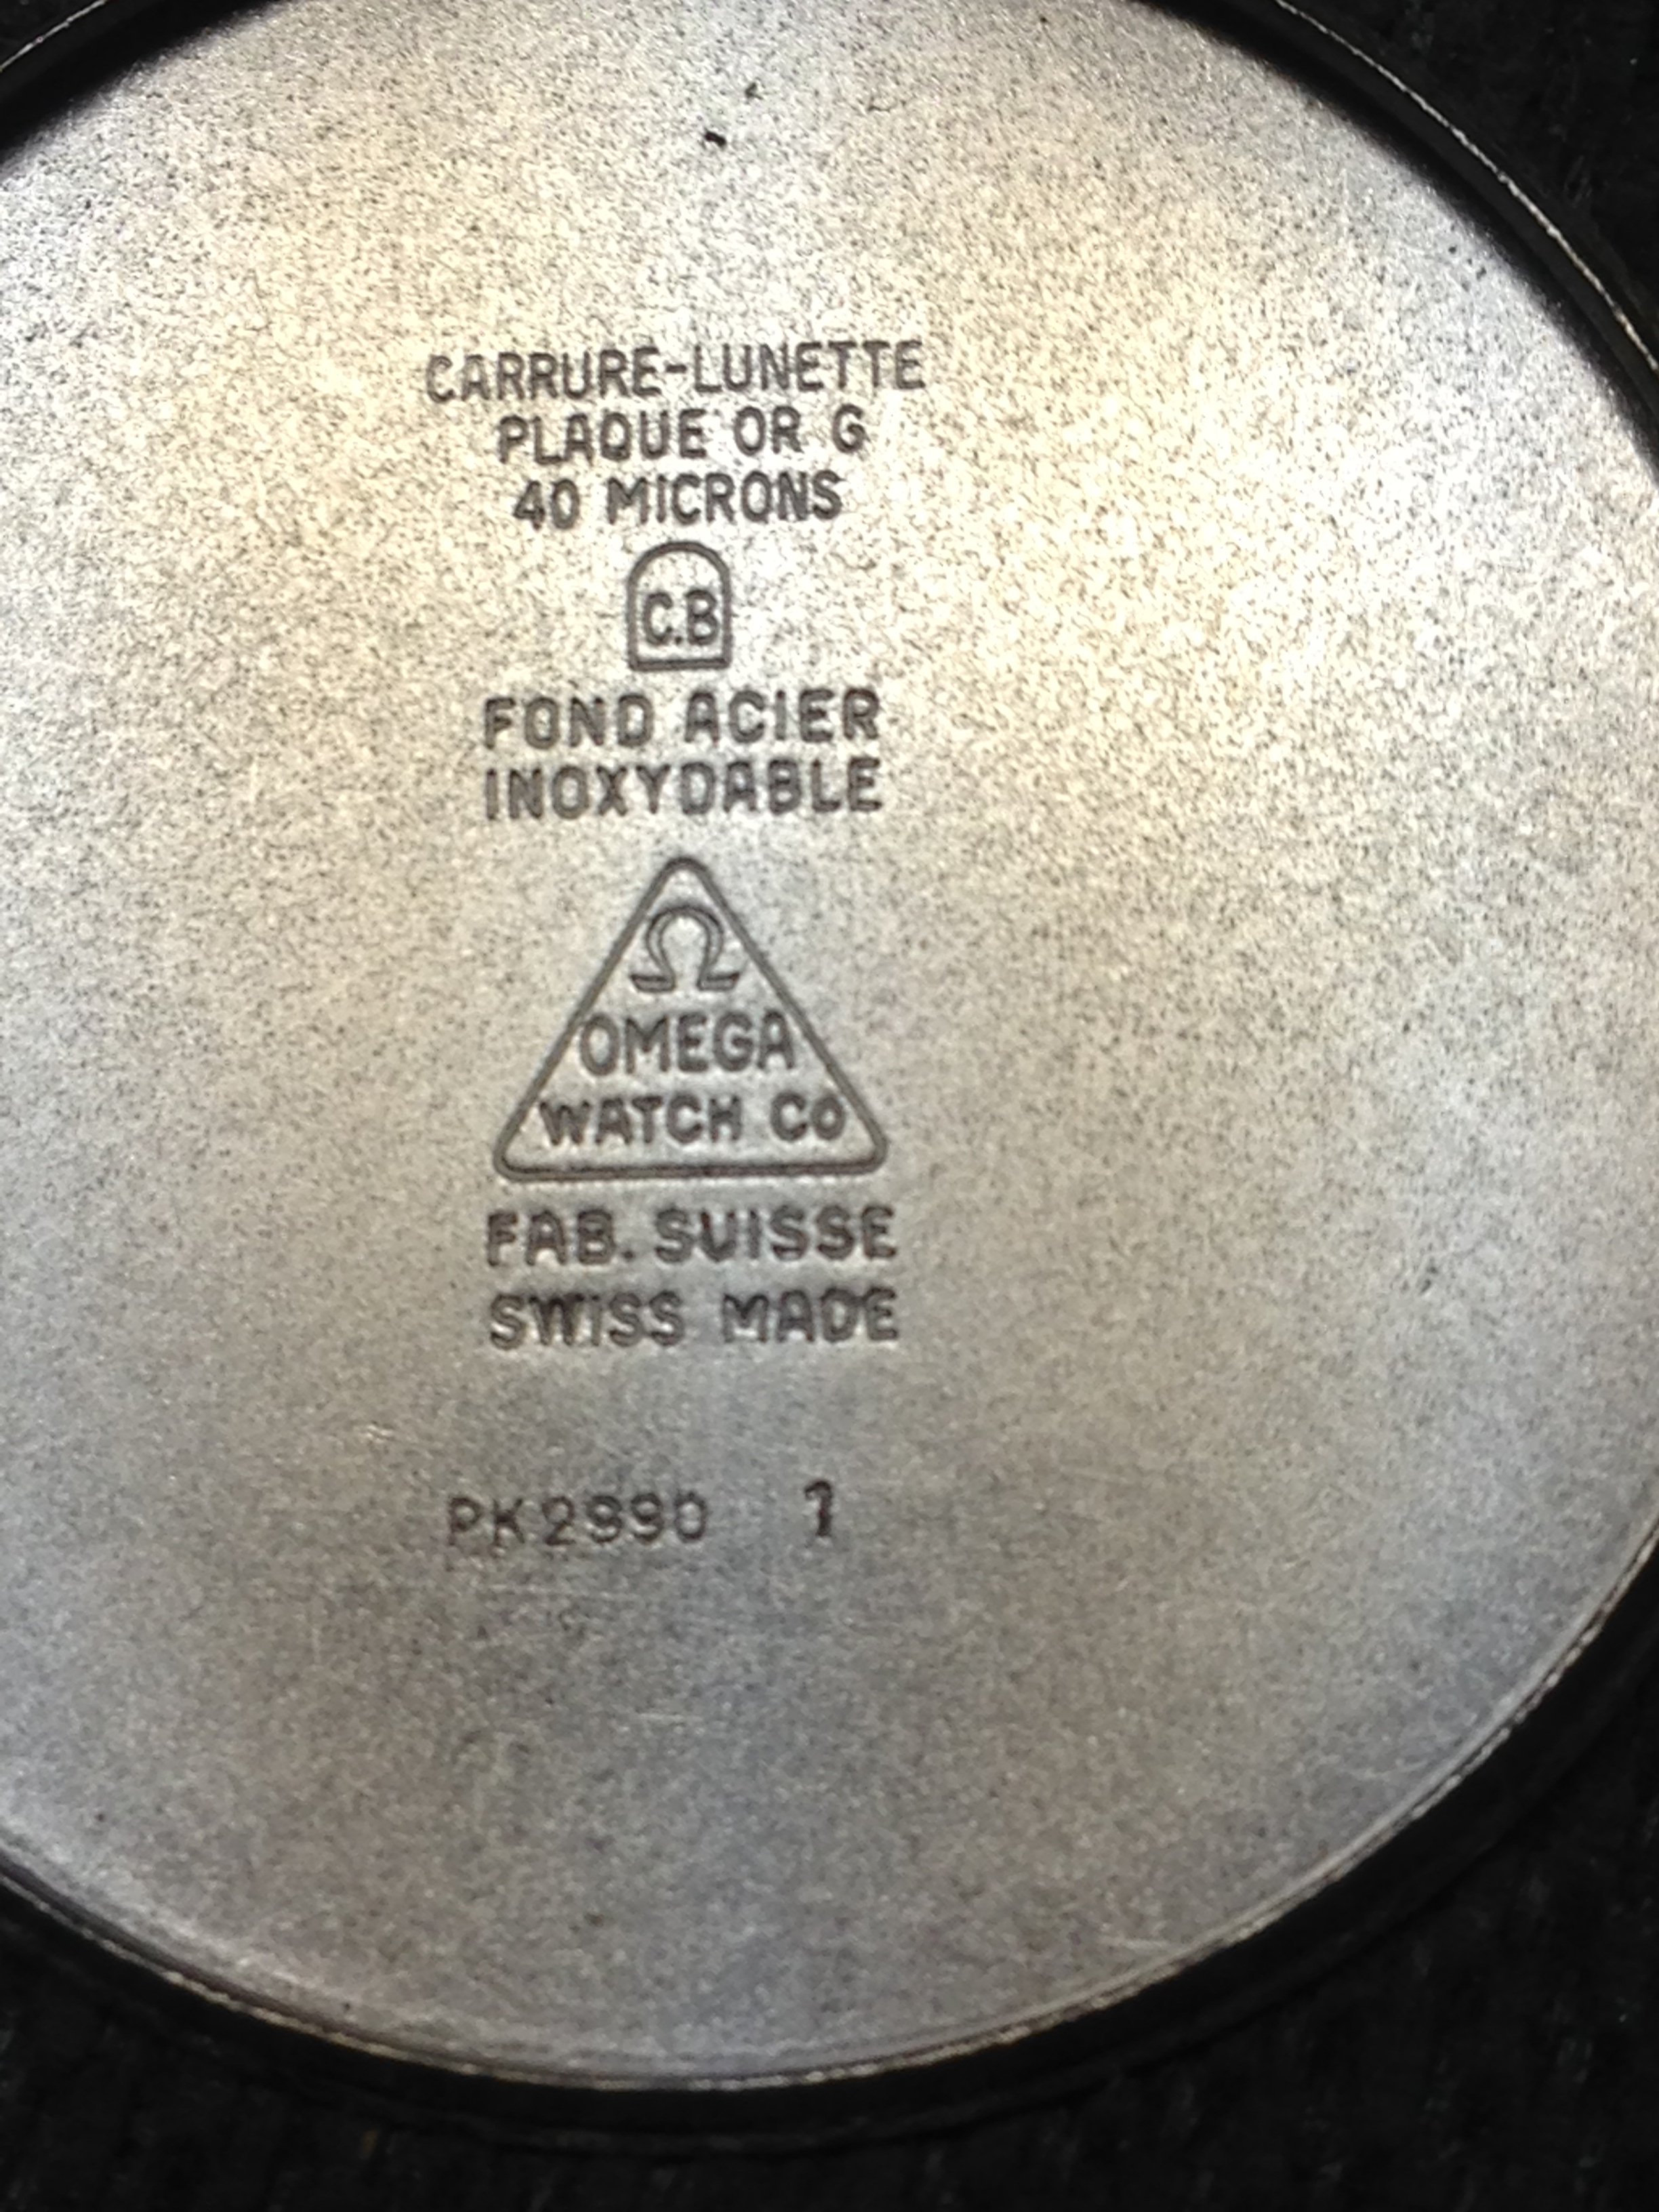 CARRURE-LUNETTE
PLAQUE OR G
40 MICRONS
C.B
FOND ACIER
INOXYDABLE
Ω
OMEGA
WATCH CO
FAB. SUISSE
SWISS MADE
PK2990 1